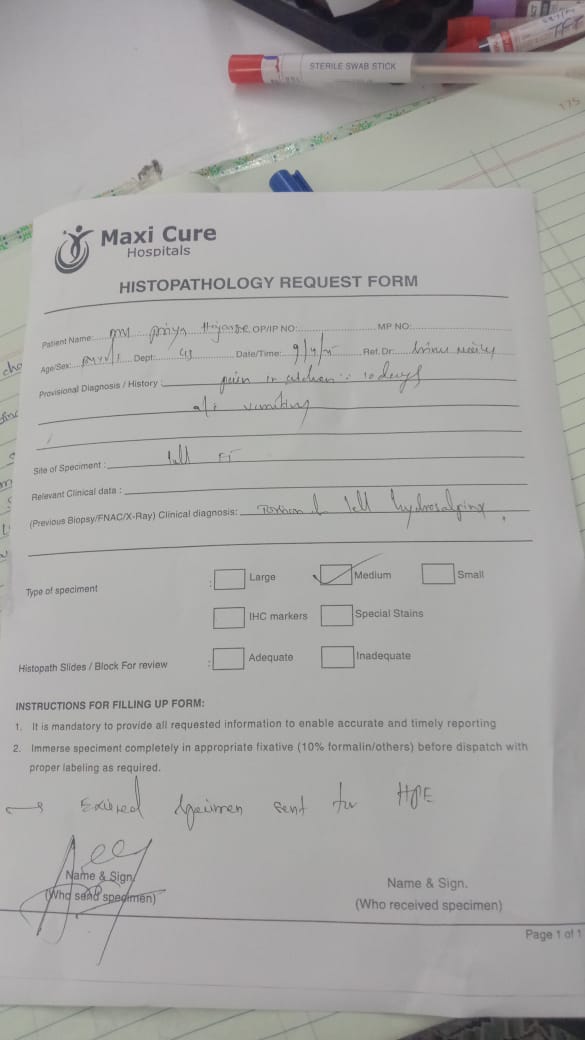 STERILE SWAB STICK
175
Maxi Cure
Hospitals
HISTOPATHOLOGY REQUEST FORM
Patient Name: priya OP/IP NO: MP NO:
Age/Sex: Dept: Date/Time: 9/4/ Ref. Dr:
Provisional Diagnosis / History pain in : 10 days
vomiting
Site of Specimen :
Relevant Clinical data :
(Previous Biopsy/FNAC/X-Ray) Clinical diagnosis: hydrosalpinx.
Type of speciment : Large Medium Small
IHC markers Special Stains
Histopath Slides / Block For review : Adequate Inadequate
INSTRUCTIONS FOR FILLING UP FORM:
1. It is mandatory to provide all requested information to enable accurate and timely reporting
2. Immerse speciment completely in appropriate fixative (10% formalin/others) before dispatch with
proper labeling as required.
→ Excised specimen sent for HPE
Name & Sign. Name & Sign.
(Who send spedimen) (Who received specimen)
Page 1 of 1